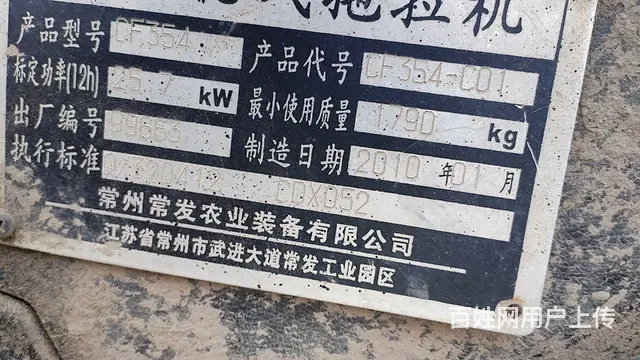 式拖拉机
产品型号 CF354
产品代号 CF354-C01
标定功率(12h) 25.7 kW
最小使用质量 1790 kg
出厂编号 99663
制造日期 2010 年 01 月
执行标准 CDXD52
常州常发农业装备有限公司
江苏省常州市武进大道常发工业园区
百姓网用户上传